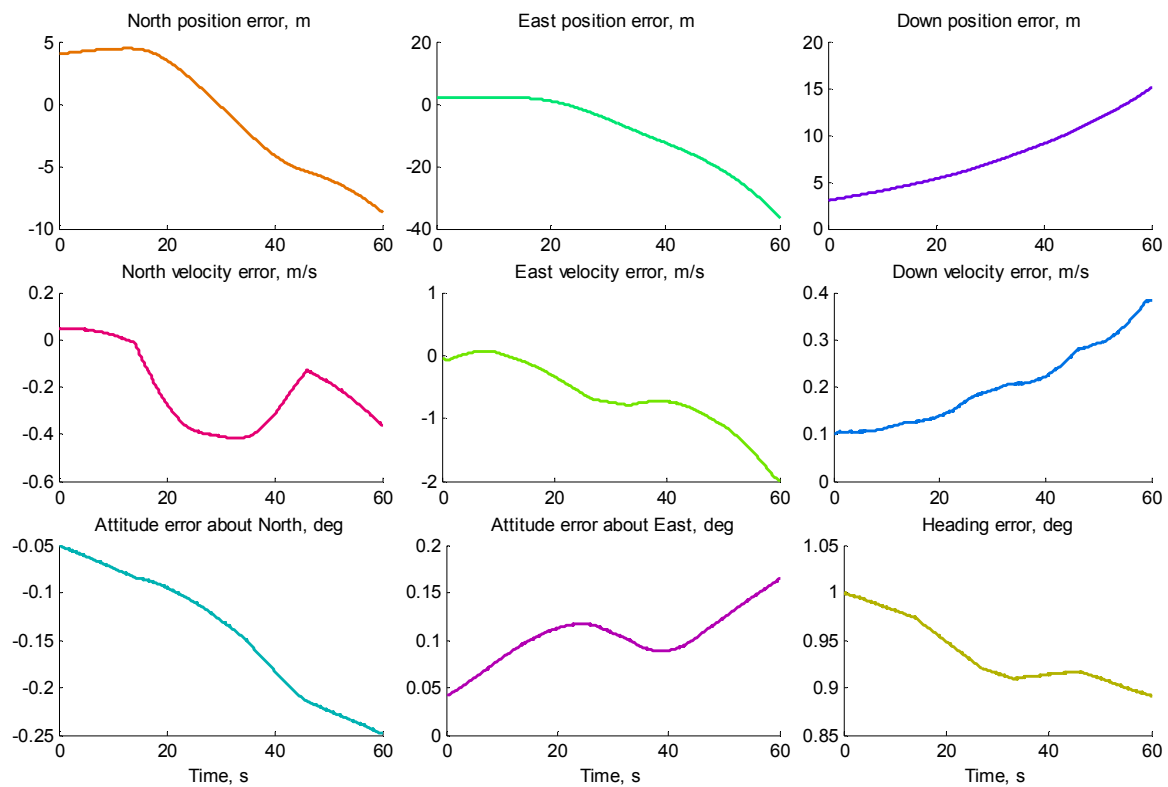 North position error, m East position error, m Down position error, m
5 20 20
0 0 15
-5 -20 10
-10 -40 5
0
0 20 40 60 0 20 40 60 0 20 40 60
North velocity error, m/s East velocity error, m/s Down velocity error, m/s
0.2 1 0.4
0 0 0.3
-0.2 -1 0.2
-0.4 -2 0.1
-0.6 0
0 20 40 60 0 20 40 60 0 20 40 60
Attitude error about North, deg Attitude error about East, deg Heading error, deg
-0.05 0.2 1.05
-0.1 0.15 1
-0.15 0.1 0.95
-0.2 0.05 0.9
-0.25 0 0.85
0 20 40 60 0 20 40 60 0 20 40 60
Time, s Time, s Time, s